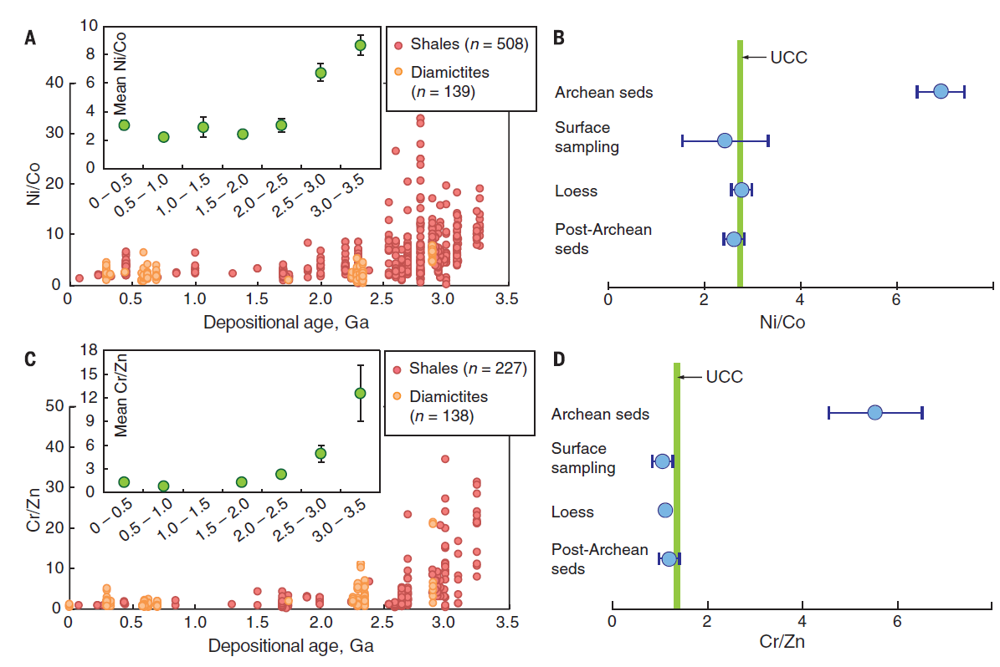 A
10
8
6
4
2
0
Mean Ni/Co
40
30
20
10
0
Ni/Co
0 – 0.5
0.5 – 1.0
1.0 – 1.5
1.5 – 2.0
2.0 – 2.5
2.5 – 3.0
3.0 – 3.5
Shales (n = 508)
Diamictites
(n = 139)
0 0.5 1.0 1.5 2.0 2.5 3.0 3.5
Depositional age, Ga
B
UCC
Archean seds
Surface
sampling
Loess
Post-Archean
seds
0 2 4 6
Ni/Co
C
18
15
12
9
6
3
0
Mean Cr/Zn
50
40
30
20
10
0
Cr/Zn
0 – 0.5
0.5 – 1.0
1.0 – 1.5
1.5 – 2.0
2.0 – 2.5
2.5 – 3.0
3.0 – 3.5
Shales (n = 227)
Diamictites
(n = 138)
0 0.5 1.0 1.5 2.0 2.5 3.0 3.5
Depositional age, Ga
D
UCC
Archean seds
Surface
sampling
Loess
Post-Archean
seds
0 2 4 6
Cr/Zn